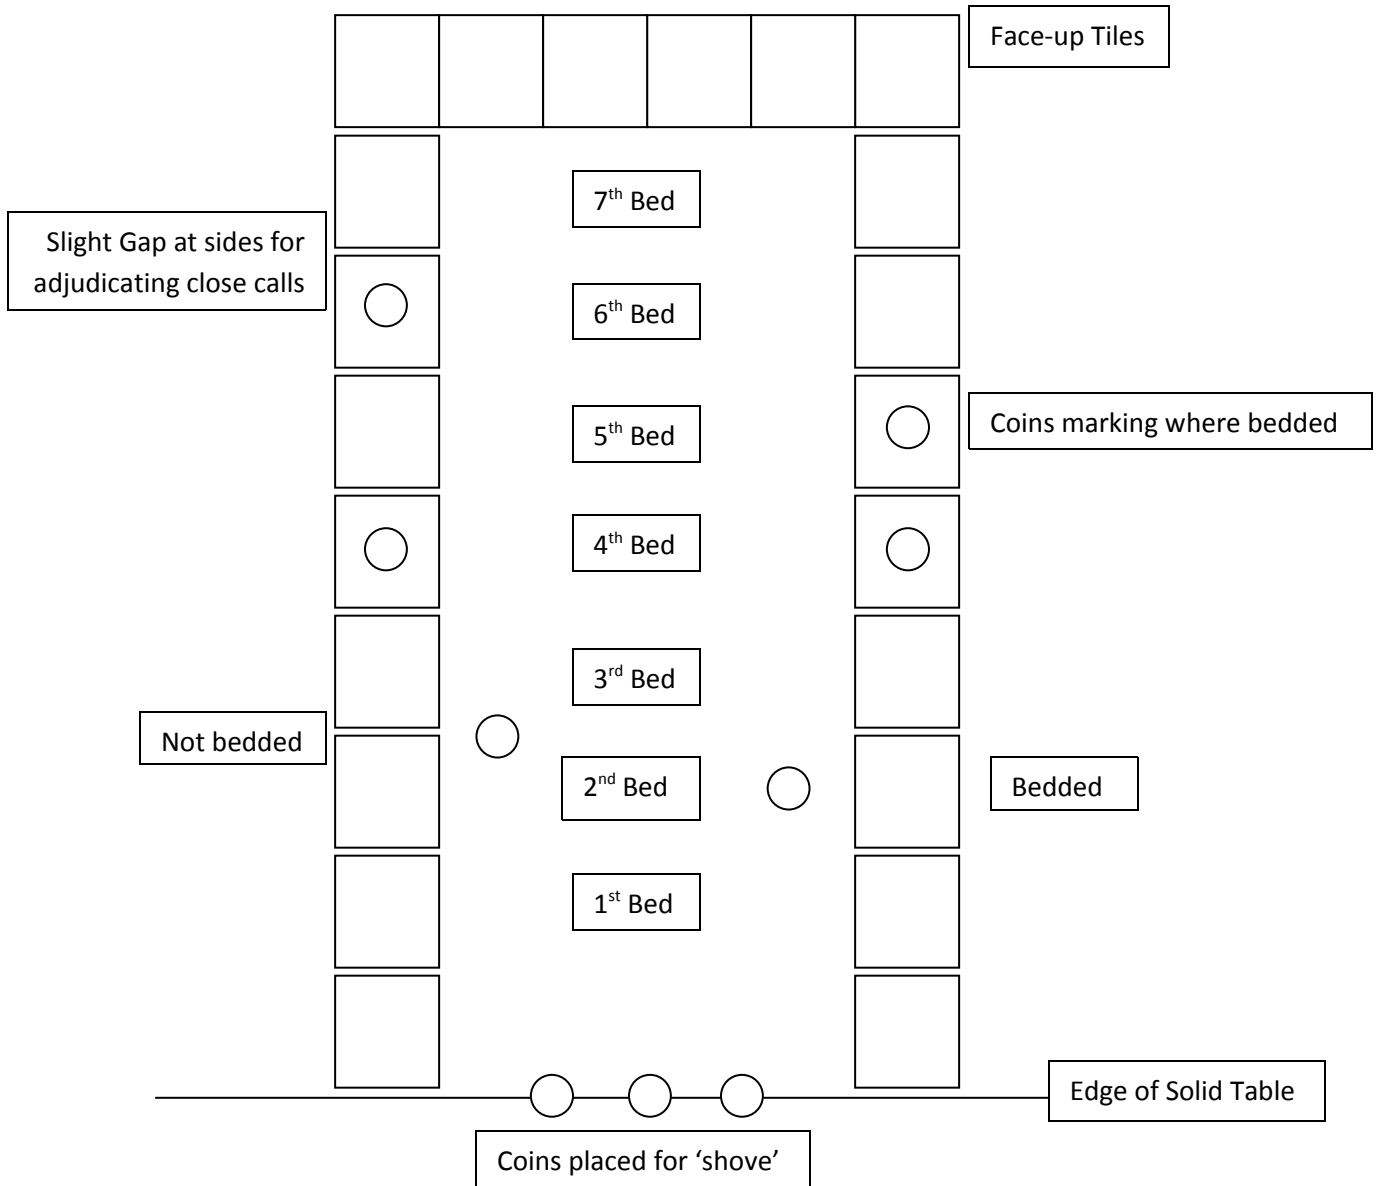 Face-up Tiles
7th Bed
Slight Gap at sides for
adjudicating close calls
6th Bed
5th Bed
Coins marking where bedded
4th Bed
3rd Bed
Not bedded
2nd Bed
Bedded
1st Bed
Edge of Solid Table
Coins placed for ‘shove’